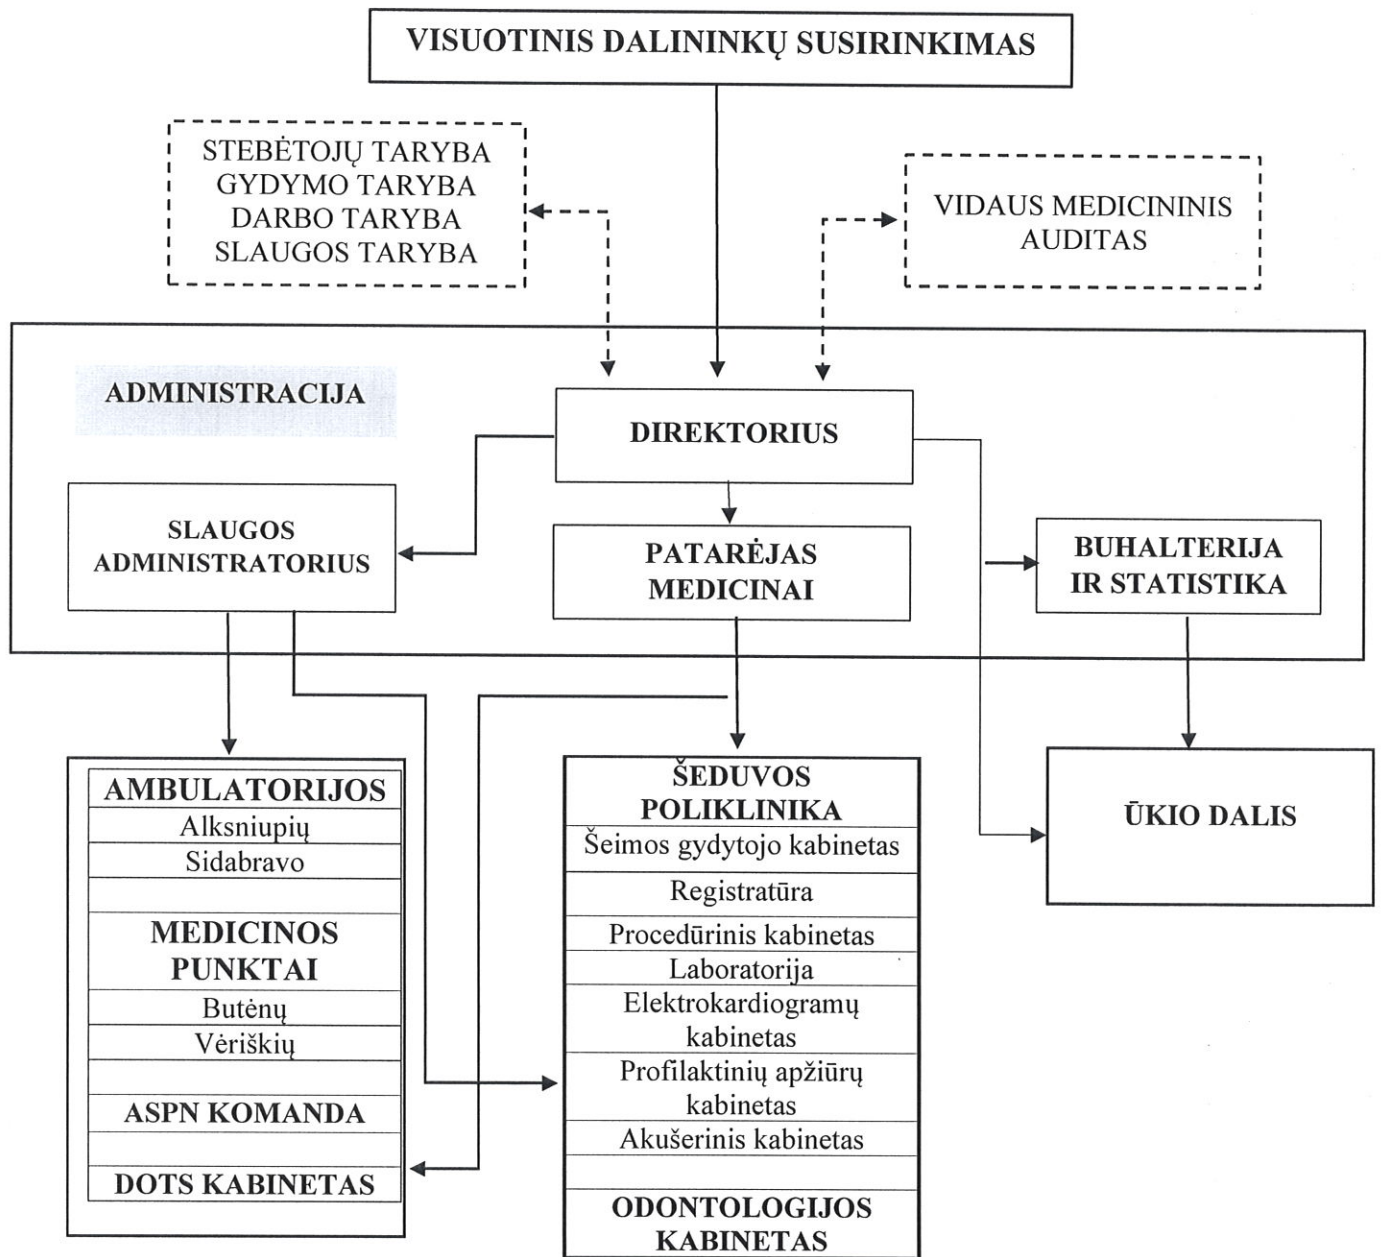 VISUOTINIS DALININKŲ SUSIRINKIMAS
STEBĖTOJŲ TARYBA
GYDYMO TARYBA
DARBO TARYBA
SLAUGOS TARYBA
VIDAUS MEDICININIS
AUDITAS
ADMINISTRACIJA
DIREKTORIUS
SLAUGOS
ADMINISTRATORIUS
PATARĖJAS
MEDICINAI
BUHALTERIJA
IR STATISTIKA
AMBULATORIJOS
Alksniupių
Sidabravo
MEDICINOS
PUNKTAI
Butėnų
Vėriškių
ASPN KOMANDA
DOTS KABINETAS
ŠEDUVOS
POLIKLINIKA
Šeimos gydytojo kabinetas
Registratūra
Procedūrinis kabinetas
Laboratorija
Elektrokardiogramų
kabinetas
Profilaktinių apžiūrų
kabinetas
Akušerinis kabinetas
ODONTOLOGIJOS
KABINETAS
ŪKIO DALIS